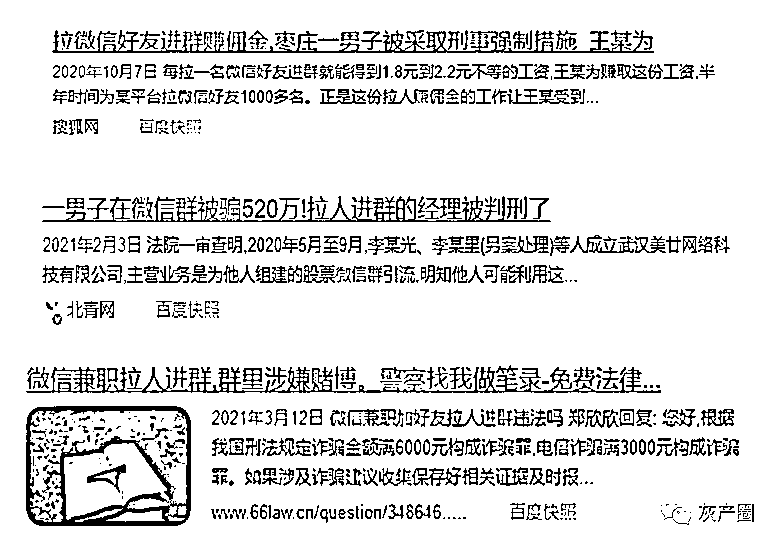 拉微信好友进群赚佣金,枣庄一男子被采取刑事强制措施_王某为
2020年10月7日 每拉一名微信好友进群就能得到1.8元到2.2元不等的工资,王某为赚取这份工资,半
年时间为某平台拉微信好友1000多名。正是这份拉人赚佣金的工作让王某受到...
搜狐网 百度快照
一男子在微信群被骗520万!拉人进群的经理被判刑了
2021年2月3日 法院一审查明,2020年5月至9月,李某光、李某里(另案处理)等人成立武汉美廿网络科
技有限公司,主营业务是为他人组建的股票微信群引流,明知他人可能利用这...
北青网 百度快照
微信兼职拉人进群,群里涉嫌赌博。警察找我做笔录-免费法律...
2021年3月12日 微信兼职加好友拉人进群违法吗 郑欣欣回复: 您好,根据
我国刑法规定诈骗金额满6000元构成诈骗罪,电信诈骗满3000元构成诈骗
罪。如果涉及诈骗建议收集保存好相关证据及时报...
www.66law.cn/question/348646..... 百度快照
灰产圈